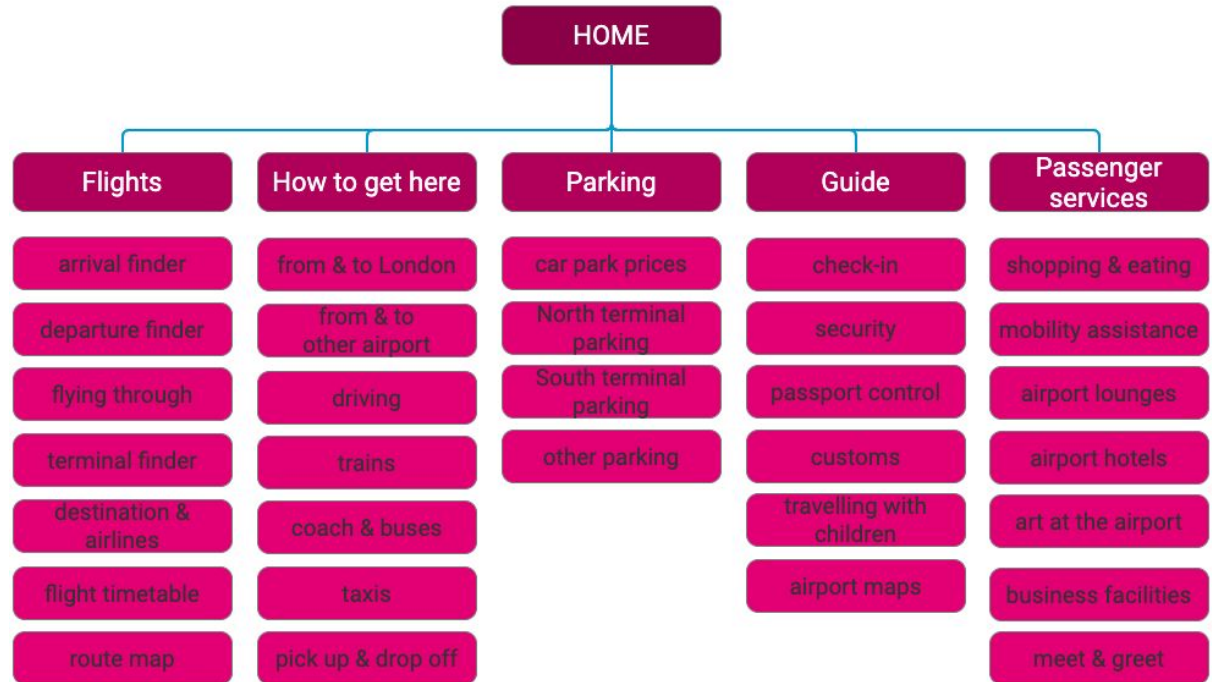 HOME
Flights
How to get here
Parking
Guide
Passenger
services
arrival finder
departure finder
flying through
terminal finder
destination &
airlines
flight timetable
route map
from & to London
from & to
other airport
driving
trains
coach & buses
taxis
pick up & drop off
car park prices
North terminal
parking
South terminal
parking
other parking
check-in
security
passport control
customs
travelling with
children
airport maps
shopping & eating
mobility assistance
airport lounges
airport hotels
art at the airport
business facilities
meet & greet